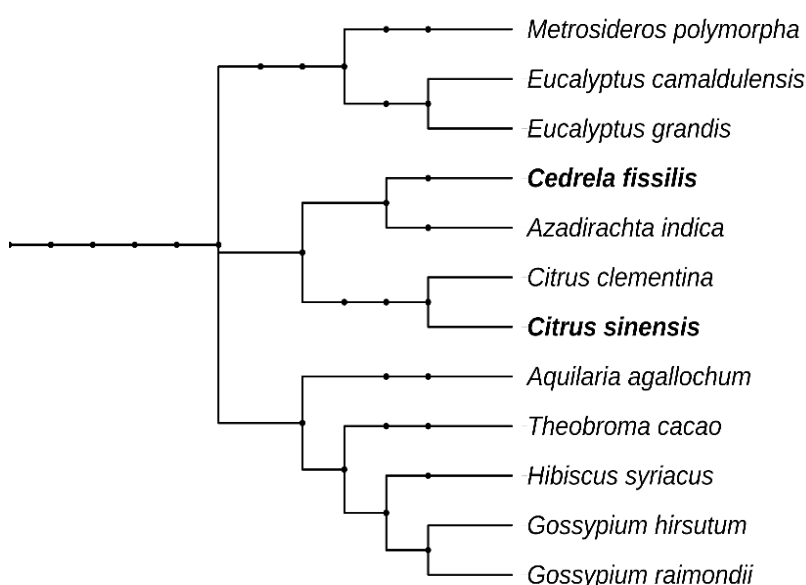 Metrosideros polymorpha
Eucalyptus camaldulensis
Eucalyptus grandis
Cedrela fissilis
Azadirachta indica
Citrus clementina
Citrus sinensis
Aquilaria agallochum
Theobroma cacao
Hibiscus syriacus
Gossypium hirsutum
Gossypium raimondii